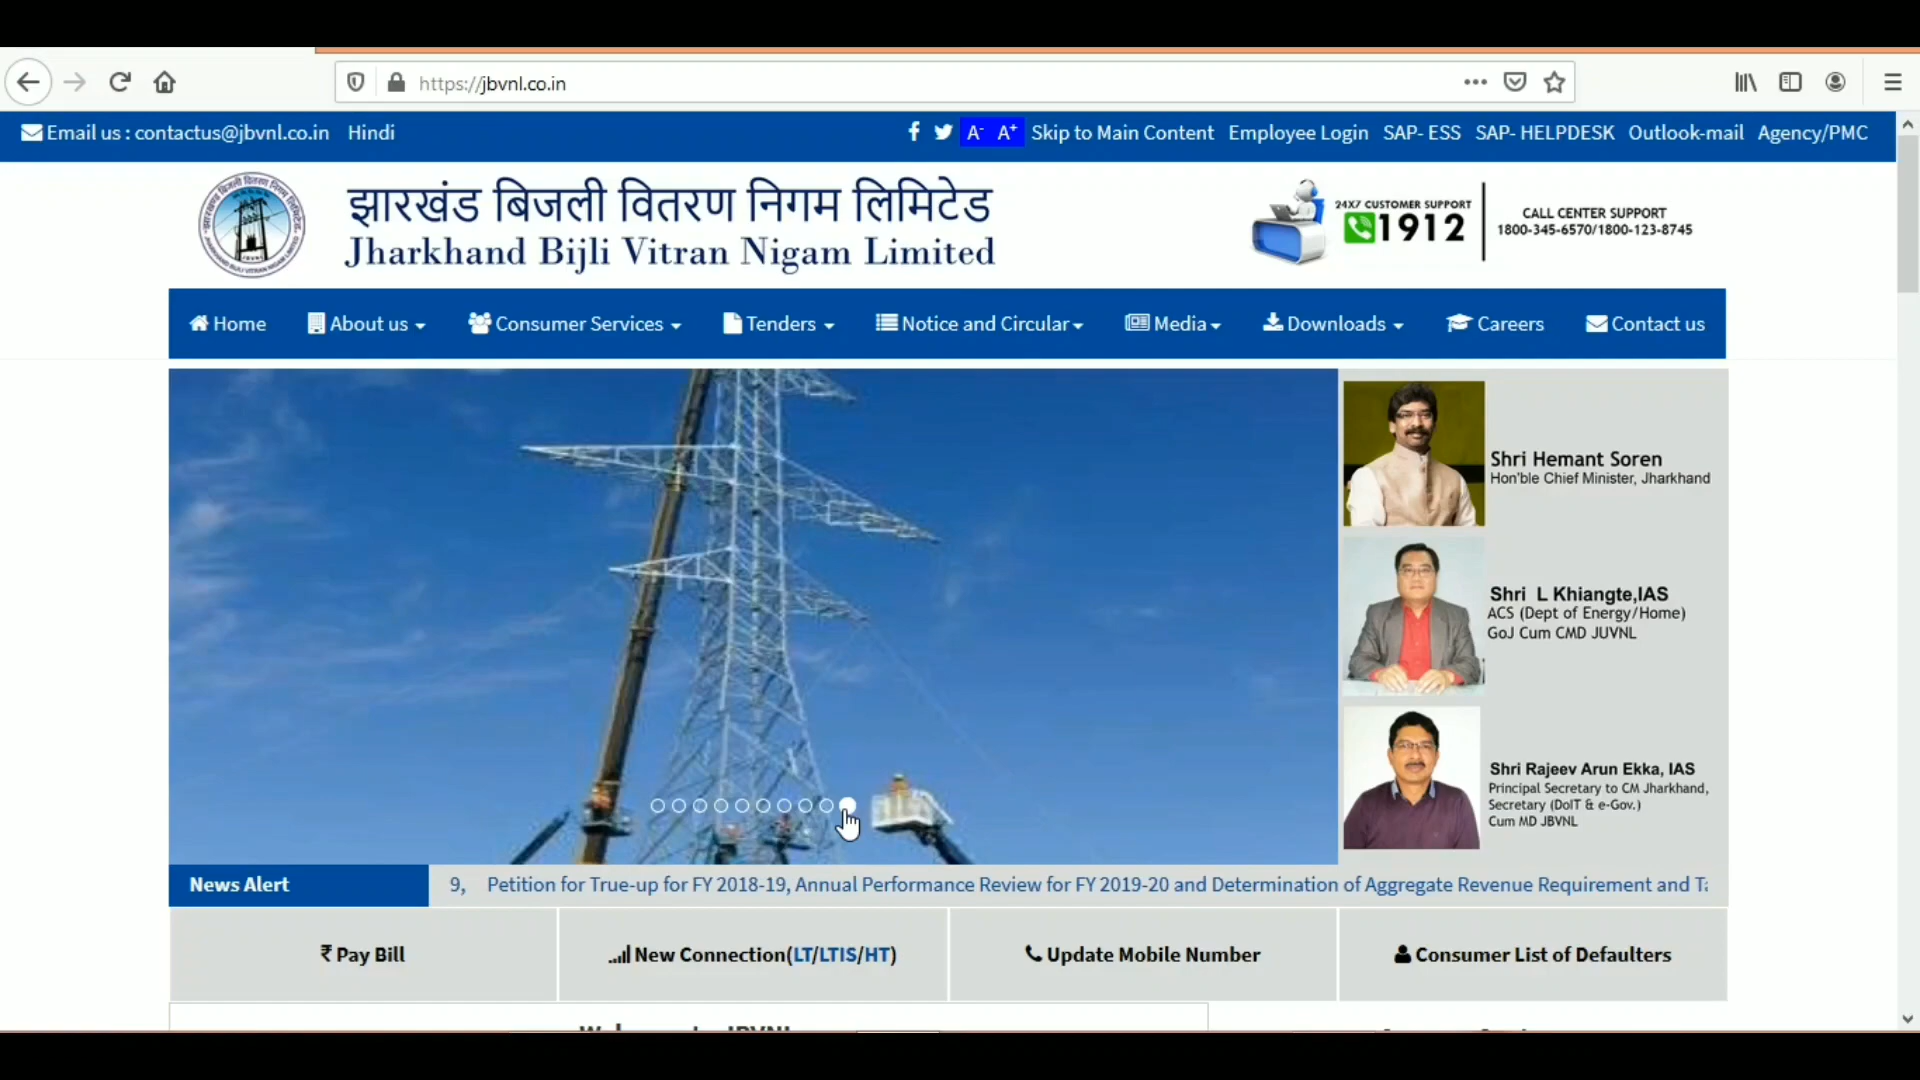 https://jbvnl.co.in
Email us : contactus@jbvnl.co.in Hindi
A- A+ Skip to Main Content Employee Login SAP- ESS SAP- HELPDESK Outlook-mail Agency/PMC
झारखंड बिजली वितरण निगम लिमिटेड
Jharkhand Bijli Vitran Nigam Limited
24X7 CUSTOMER SUPPORT
1912
CALL CENTER SUPPORT
1800-345-6570/1800-123-8745
Home About us Consumer Services Tenders Notice and Circular Media Downloads Careers Contact us
Shri Hemant Soren
Hon'ble Chief Minister, Jharkhand
Shri L Khiangte,IAS
ACS (Dept of Energy/Home)
GoJ Cum CMD JUVNL
Shri Rajeev Arun Ekka, IAS
Principal Secretary to CM Jharkhand,
Secretary (DoIT & e-Gov.)
Cum MD JBVNL
News Alert
9, Petition for True-up for FY 2018-19, Annual Performance Review for FY 2019-20 and Determination of Aggregate Revenue Requirement and
₹ Pay Bill
New Connection(LT/LTIS/HT)
Update Mobile Number
Consumer List of Defaulters